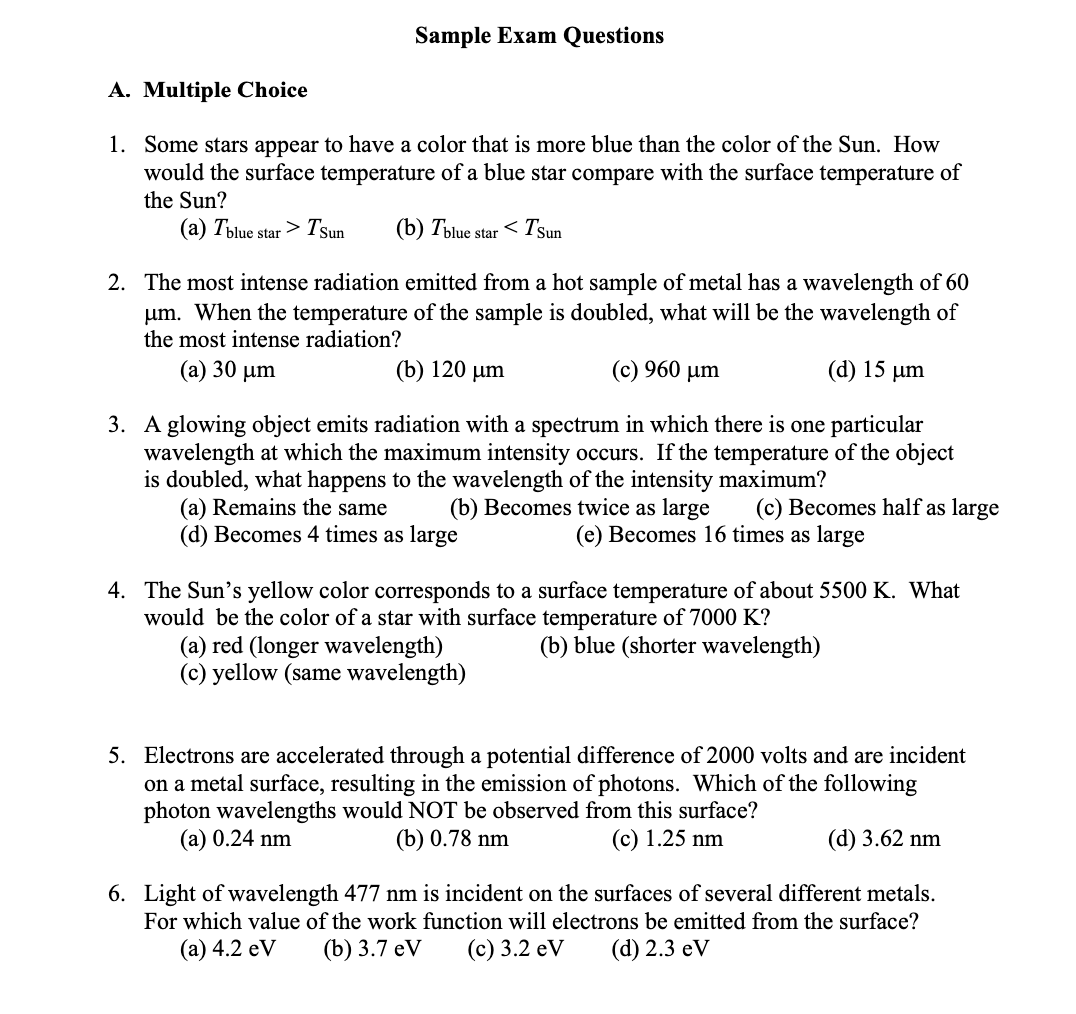 Sample Exam Questions
A. Multiple Choice
1. Some stars appear to have a color that is more blue than the color of the Sun. How
would the surface temperature of a blue star compare with the surface temperature of
the Sun?
(a) Tblue star > TSun (b) Tblue star < TSun
2. The most intense radiation emitted from a hot sample of metal has a wavelength of 60
μm. When the temperature of the sample is doubled, what will be the wavelength of
the most intense radiation?
(a) 30 μm (b) 120 μm (c) 960 μm (d) 15 μm
3. A glowing object emits radiation with a spectrum in which there is one particular
wavelength at which the maximum intensity occurs. If the temperature of the object
is doubled, what happens to the wavelength of the intensity maximum?
(a) Remains the same (b) Becomes twice as large (c) Becomes half as large
(d) Becomes 4 times as large (e) Becomes 16 times as large
4. The Sun’s yellow color corresponds to a surface temperature of about 5500 K. What
would be the color of a star with surface temperature of 7000 K?
(a) red (longer wavelength) (b) blue (shorter wavelength)
(c) yellow (same wavelength)
5. Electrons are accelerated through a potential difference of 2000 volts and are incident
on a metal surface, resulting in the emission of photons. Which of the following
photon wavelengths would NOT be observed from this surface?
(a) 0.24 nm (b) 0.78 nm (c) 1.25 nm (d) 3.62 nm
6. Light of wavelength 477 nm is incident on the surfaces of several different metals.
For which value of the work function will electrons be emitted from the surface?
(a) 4.2 eV (b) 3.7 eV (c) 3.2 eV (d) 2.3 eV